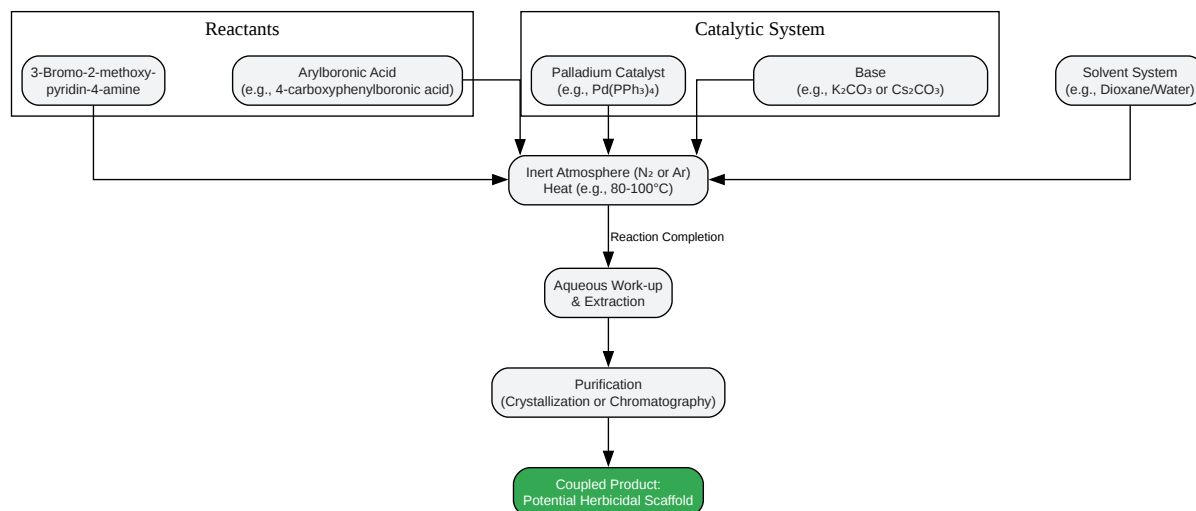 Reactants
Catalytic System
3-Bromo-2-methoxy-
pyridin-4-amine
Arylboronic Acid
(e.g., 4-carboxyphenylboronic acid)
Palladium Catalyst
(e.g., Pd(PPh₃)₄)
Base
(e.g., K₂CO₃ or Cs₂CO₃)
Solvent System
(e.g., Dioxane/Water)
Inert Atmosphere (N₂ or Ar)
Heat (e.g., 80-100°C)
Reaction Completion
Aqueous Work-up
& Extraction
Purification
(Crystallization or Chromatography)
Coupled Product:
Potential Herbicidal Scaffold